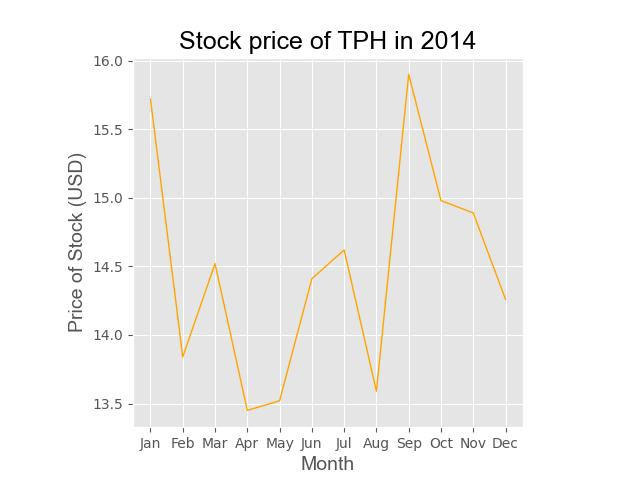 Stock price of TPH in 2014
Price of Stock (USD)
16.0
15.5
15.0
14.5
14.0
13.5
Jan Feb Mar Apr May Jun Jul Aug Sep Oct Nov Dec
Month